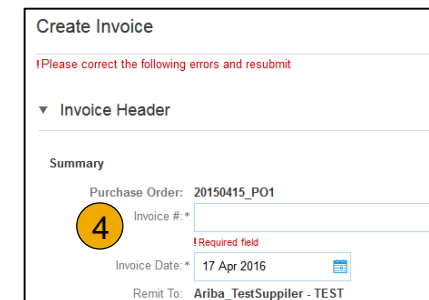 Create Invoice
!Please correct the following errors and resubmit
▼ Invoice Header
Summary
Purchase Order: 20150415_PO1
4
Invoice #:*
!Required field
Invoice Date:* 17 Apr 2016
Remit To: Ariba_TestSuppiler - TEST